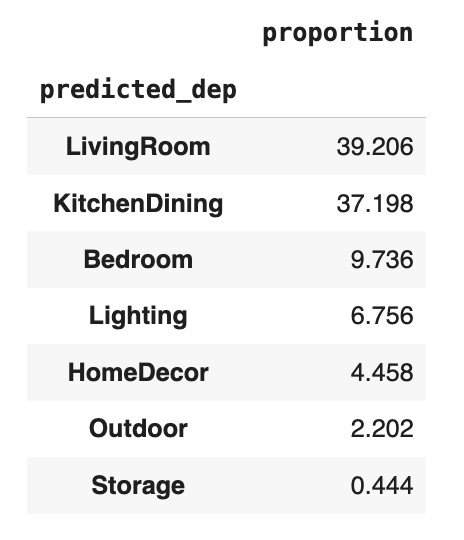 proportion
predicted_dep
LivingRoom 39.206
KitchenDining 37.198
Bedroom 9.736
Lighting 6.756
HomeDecor 4.458
Outdoor 2.202
Storage 0.444